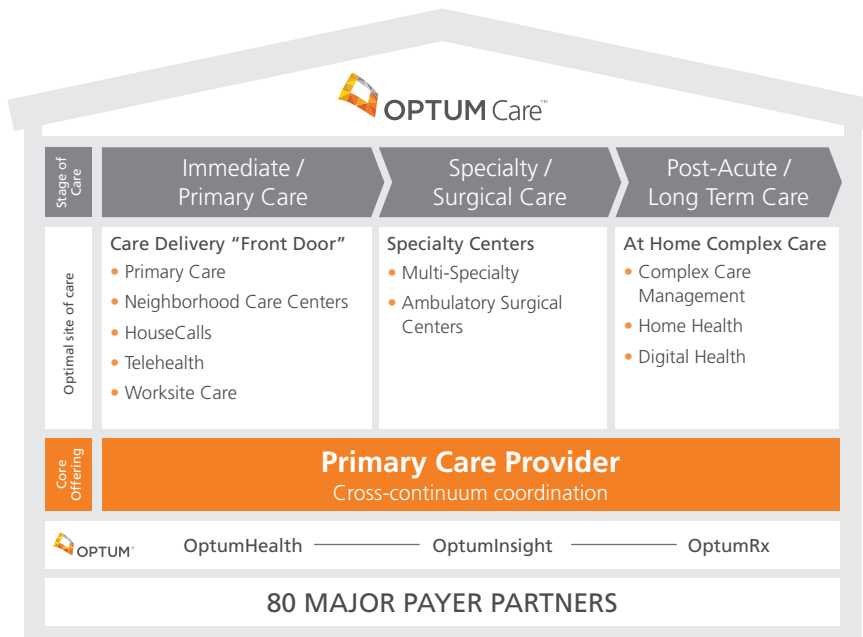 OPTUM Care™
Stage of
Care
Immediate /
Primary Care
Specialty /
Surgical Care
Post-Acute /
Long Term Care
Optimal site of care
Care Delivery “Front Door”
• Primary Care
• Neighborhood Care Centers
• HouseCalls
• Telehealth
• Worksite Care
Specialty Centers
• Multi-Specialty
• Ambulatory Surgical
Centers
At Home Complex Care
• Complex Care
Management
• Home Health
• Digital Health
Core
Offering
Primary Care Provider
Cross-continuum coordination
OPTUM®
OptumHealth
OptumInsight
OptumRx
80 MAJOR PAYER PARTNERS